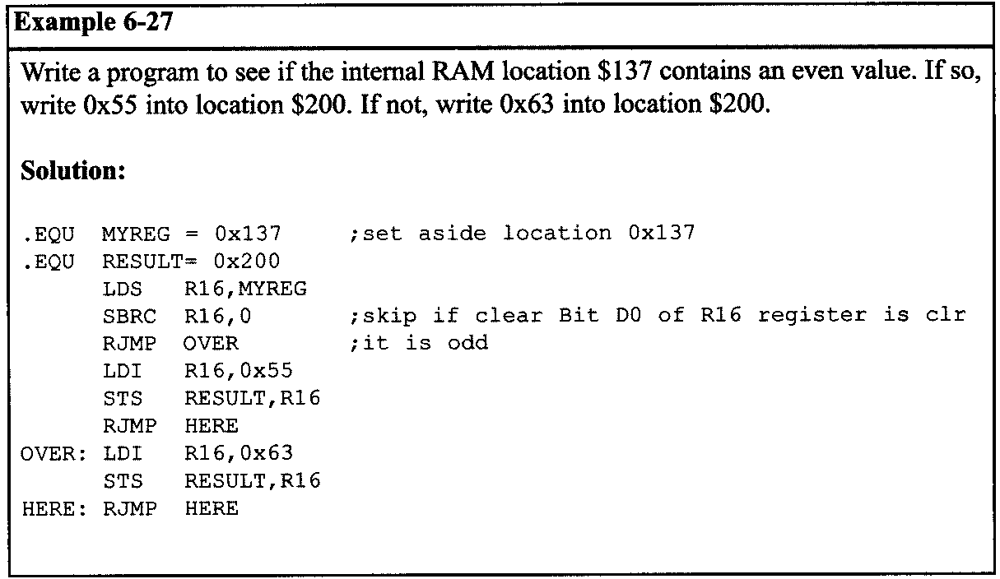 Example 6-27
Write a program to see if the internal RAM location $137 contains an even value. If so,
write 0x55 into location $200. If not, write 0x63 into location $200.
Solution:
.EQU MYREG = 0x137 ;set aside location 0x137
.EQU RESULT= 0x200
LDS R16,MYREG
SBRC R16,0 ;skip if clear Bit D0 of R16 register is clr
RJMP OVER ;it is odd
LDI R16,0x55
STS RESULT,R16
RJMP HERE
OVER: LDI R16,0x63
STS RESULT,R16
HERE: RJMP HERE